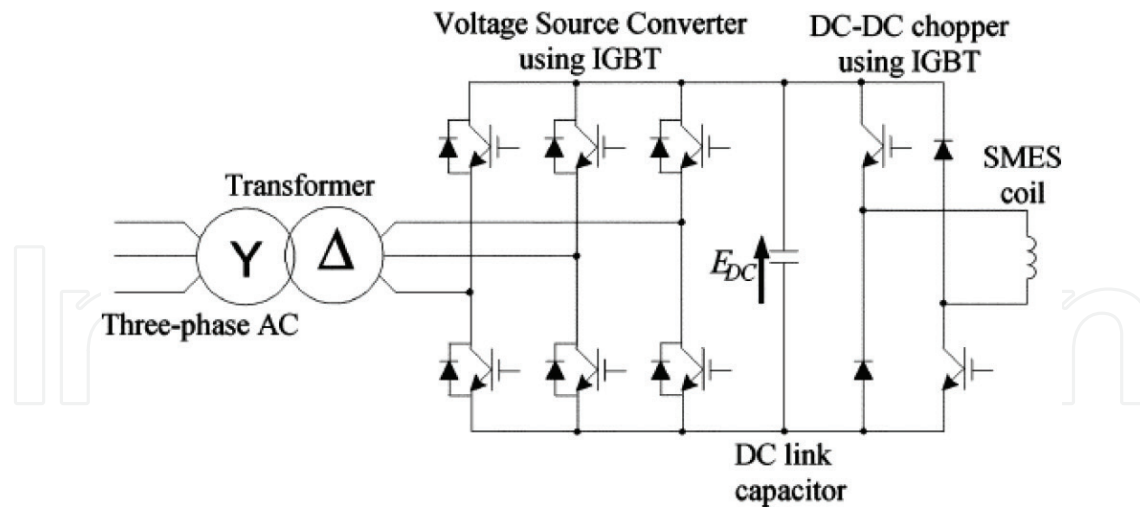 Voltage Source Converter
using IGBT
DC-DC chopper
using IGBT
Transformer
SMES
coil
Y
Δ
E_DC
Three-phase AC
DC link
capacitor